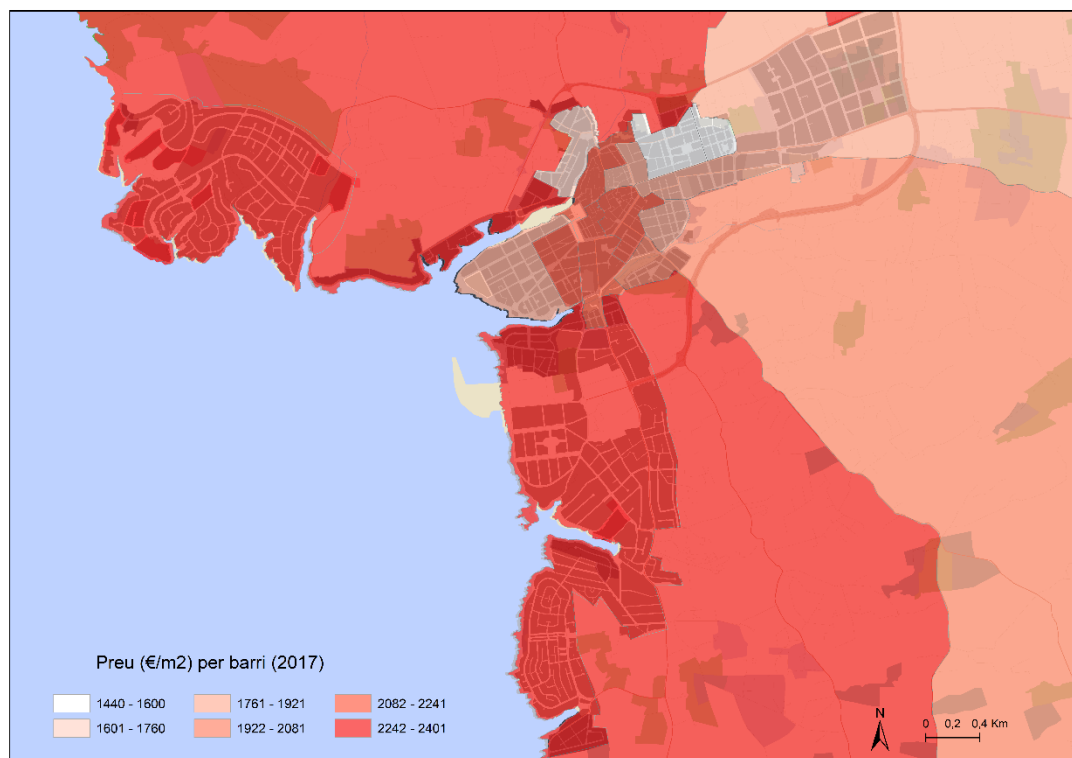 Preu (€/m2) per barri (2017)
1440 - 1600
1761 - 1921
2082 - 2241
1601 - 1760
1922 - 2081
2242 - 2401
N
0 0,2 0,4 Km